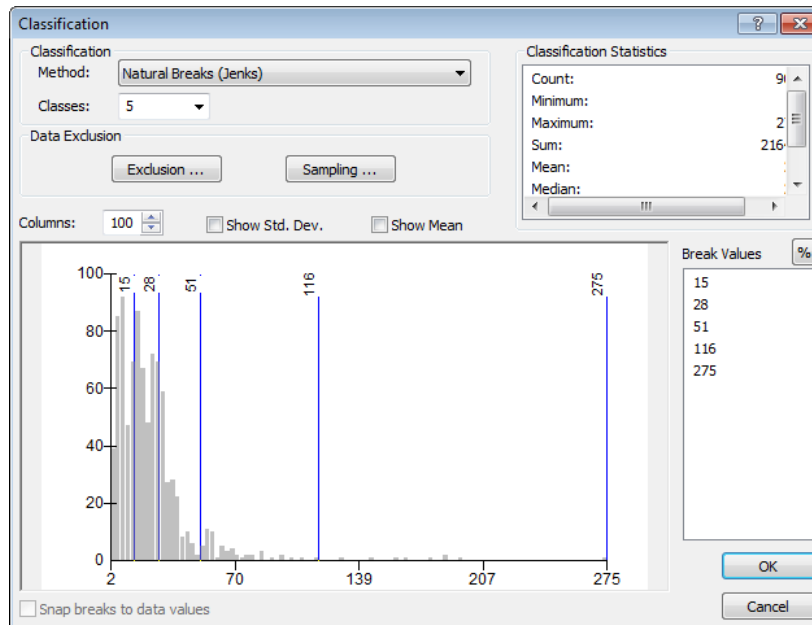 Classification
Classification
Method: Natural Breaks (Jenks)
Classes: 5
Data Exclusion
Exclusion ...
Sampling ...
Classification Statistics
Count:
Minimum:
Maximum:
Sum:
Mean:
Median:
Columns: 100
Show Std. Dev.
Show Mean
Break Values
%
15
28
51
116
275
100
80
60
40
20
0
15
28
51
116
275
2
70
139
207
275
Snap breaks to data values
OK
Cancel